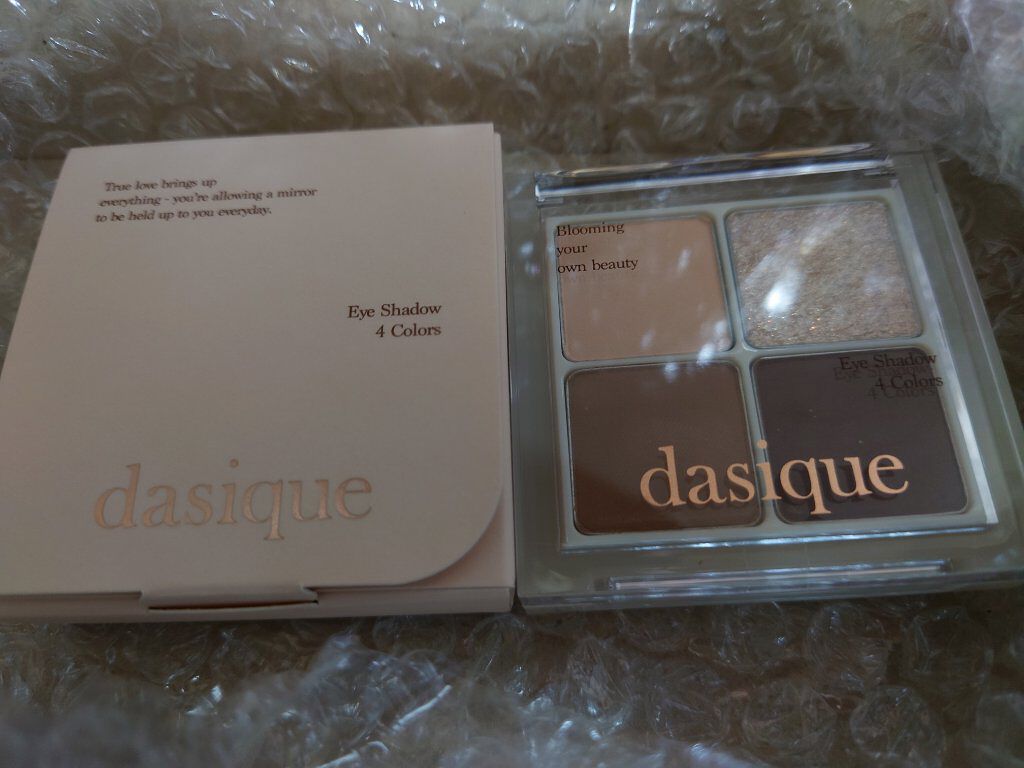 True love brings up
everything - you're allowing a mirror
to be held up to you everyday.
Eye Shadow
4 Colors
dasique
Blooming
your
own beauty
Eye Shadow
4 Colors
dasique